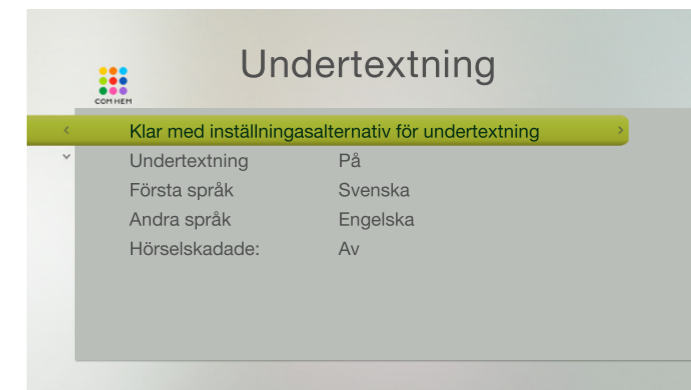 Undertextning
COM HEM
Klar med inställningasalternativ för undertextning
Undertextning På
Första språk Svenska
Andra språk Engelska
Hörselskadade: Av